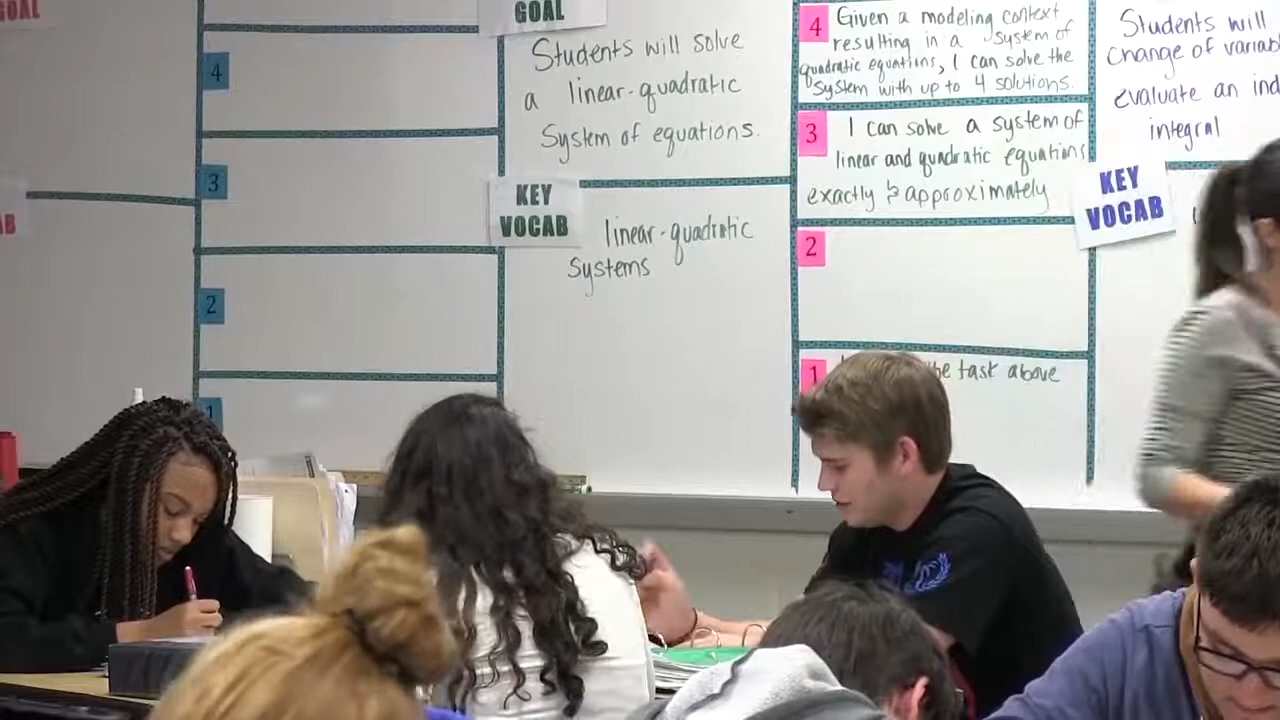 GOAL
AB
4
3
2
1
GOAL
Students will solve
a linear-quadratic
System of equations.
KEY
VOCAB
linear-quadratic
Systems
4
Given a modeling context
resulting in a system of
quadratic equations, I can solve the
System with up to 4 solutions.
3
I can solve a system of
linear and quadratic equations
exactly & approximately
2
1
task above
Students will
change of
evaluate an
integral
KEY
VOCAB